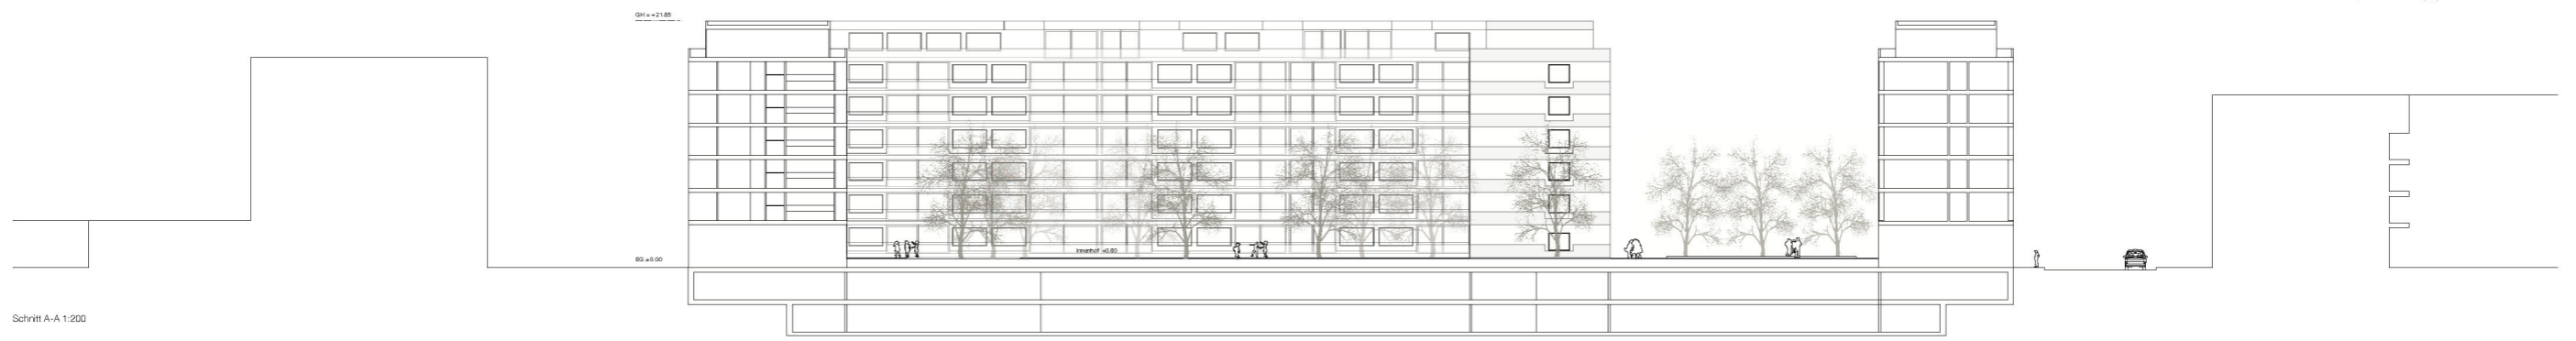 GH = +21.85
Innenhof +0.80
EG ±0.00
Schnitt A-A 1:200